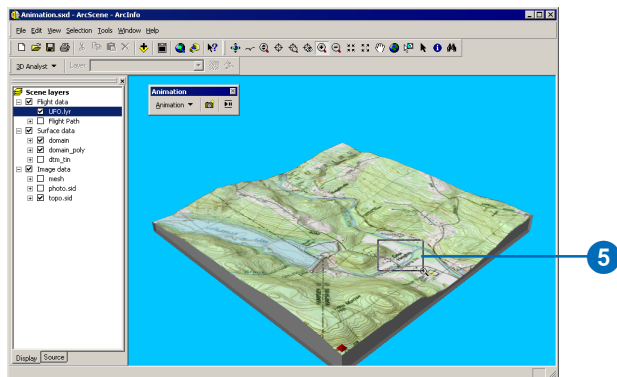 Animation.sxd - ArcScene - ArcInfo
File Edit View Selection Tools Window Help
3D Analyst Layer:
Scene layers
Flight data
UFO.lyr
Flight Path
Surface data
domain
domain_poly
dtm_tin
Image data
mesh
photo.sid
topo.sid
Animation
Animation
5
Display Source